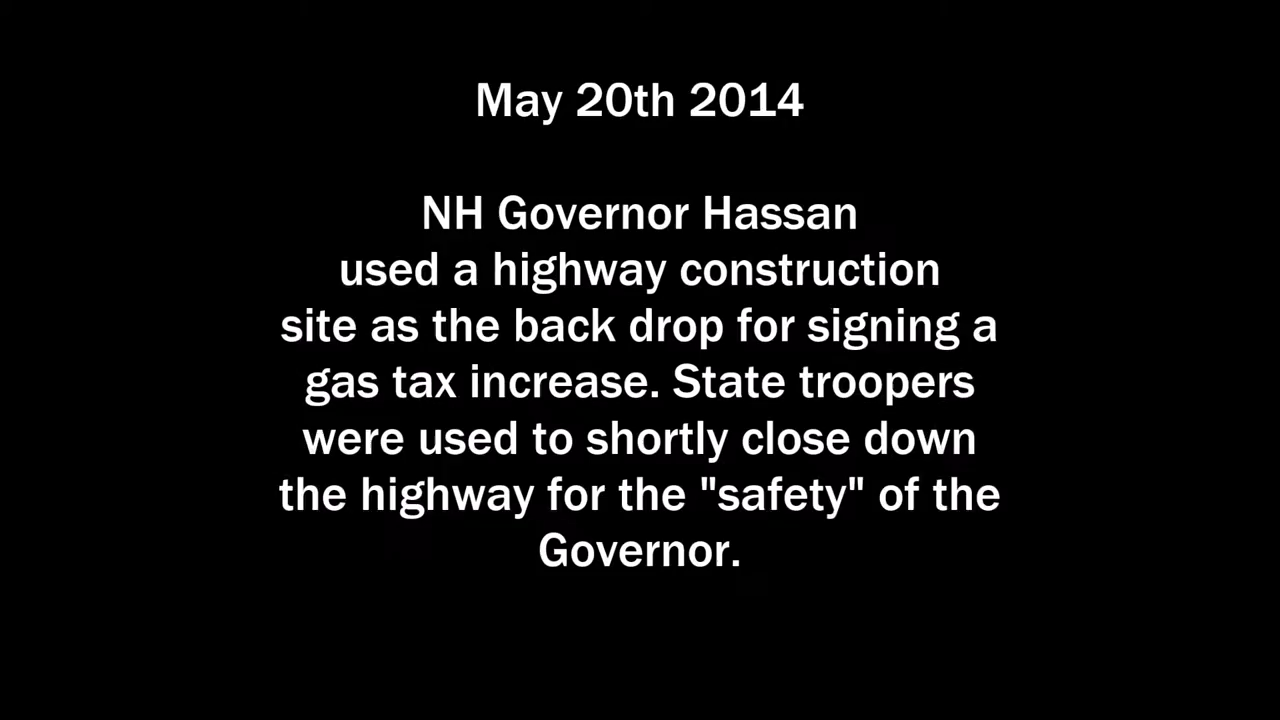 May 20th 2014
NH Governor Hassan
used a highway construction
site as the back drop for signing a
gas tax increase. State troopers
were used to shortly close down
the highway for the "safety" of the
Governor.